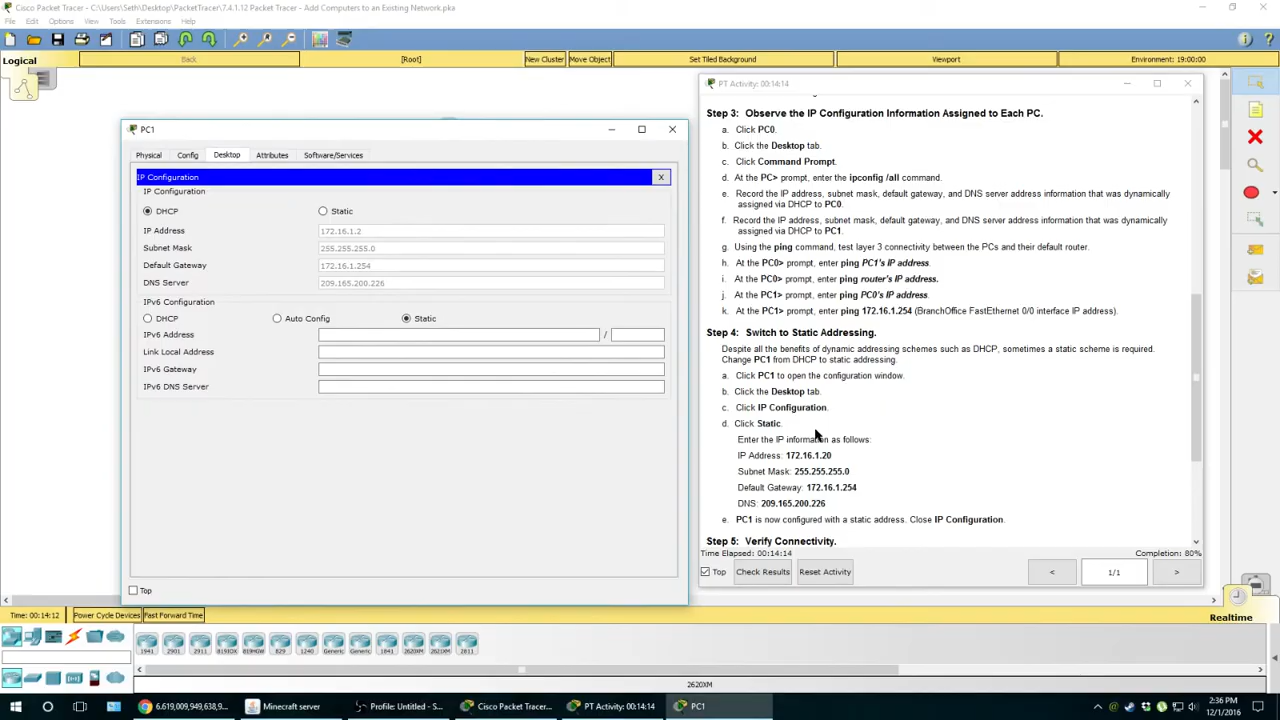 Cisco Packet Tracer - C:\Users\Seth\Desktop\PacketTracer\7.4.1.12 Packet Tracer - Add Computers to an Existing Network.pka
File Edit Options View Tools Extensions Help
Logical Back [Root] New Cluster Move Object Set Tiled Background Viewport Environment: 19:00:00
PC1
Physical Config Desktop Attributes Software/Services
IP Configuration X
IP Configuration
DHCP Static
IP Address 172.16.1.2
Subnet Mask 255.255.255.0
Default Gateway 172.16.1.254
DNS Server 209.165.200.226
IPv6 Configuration
DHCP Auto Config Static
IPv6 Address /
Link Local Address
IPv6 Gateway
IPv6 DNS Server
Top
PT Activity: 00:14:14
Step 3: Observe the IP Configuration Information Assigned to Each PC.
a. Click PC0.
b. Click the Desktop tab.
c. Click Command Prompt.
d. At the PC> prompt, enter the ipconfig /all command.
e. Record the IP address, subnet mask, default gateway, and DNS server address information that was dynamically
assigned via DHCP to PC0.
f. Record the IP address, subnet mask, default gateway, and DNS server address information that was dynamically
assigned via DHCP to PC1.
g. Using the ping command, test layer 3 connectivity between the PCs and their default router.
h. At the PC0> prompt, enter ping PC1's IP address.
i. At the PC0> prompt, enter ping router's IP address.
j. At the PC1> prompt, enter ping PC0's IP address.
k. At the PC1> prompt, enter ping 172.16.1.254 (BranchOffice FastEthernet 0/0 interface IP address).
Step 4: Switch to Static Addressing.
Despite all the benefits of dynamic addressing schemes such as DHCP, sometimes a static scheme is required.
Change PC1 from DHCP to static addressing.
a. Click PC1 to open the configuration window.
b. Click the Desktop tab.
c. Click IP Configuration.
d. Click Static.
Enter the IP information as follows:
IP Address: 172.16.1.20
Subnet Mask: 255.255.255.0
Default Gateway: 172.16.1.254
DNS: 209.165.200.226
e. PC1 is now configured with a static address. Close IP Configuration.
Step 5: Verify Connectivity.
Time Elapsed: 00:14:14 Completion: 80%
Top Check Results Reset Activity < 1/1 >
Time: 00:14:12 Power Cycle Devices Fast Forward Time Realtime
1941 2901 2911 819IOX 819HGW 829 1240 Generic Generic 1841 2620XM 2621XM 2811
2620XM
6.619,009,949,638,9... Minecraft server Profile: Untitled - S... Cisco Packet Tracer... PT Activity: 00:14:14 PC1
2:36 PM
12/1/2016